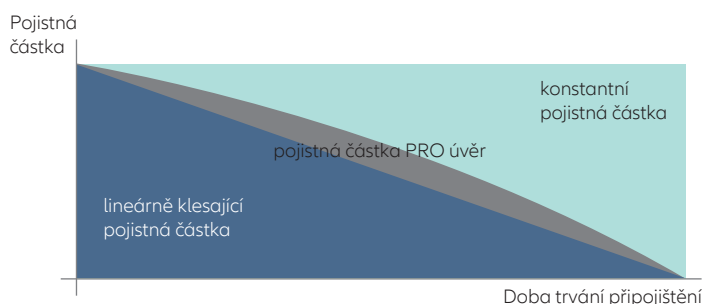 Pojistná
částka
konstantní
pojistná částka
pojistná částka PRO úvěr
lineárně klesající
pojistná částka
Doba trvání připojištění